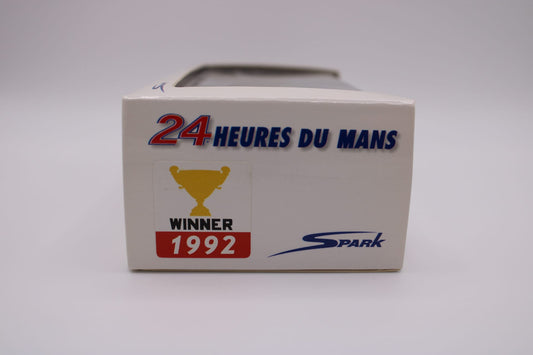 24 HEURES DU MANS
WINNER
1992
SPARK